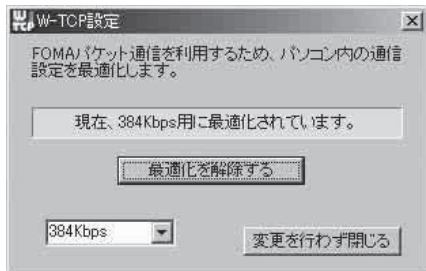 W-TCP設定
FOMAパケット通信を利用するため、パソコン内の通信
設定を最適化します。
現在、384Kbps用に最適化されています。
最適化を解除する
384Kbps
変更を行わず閉じる